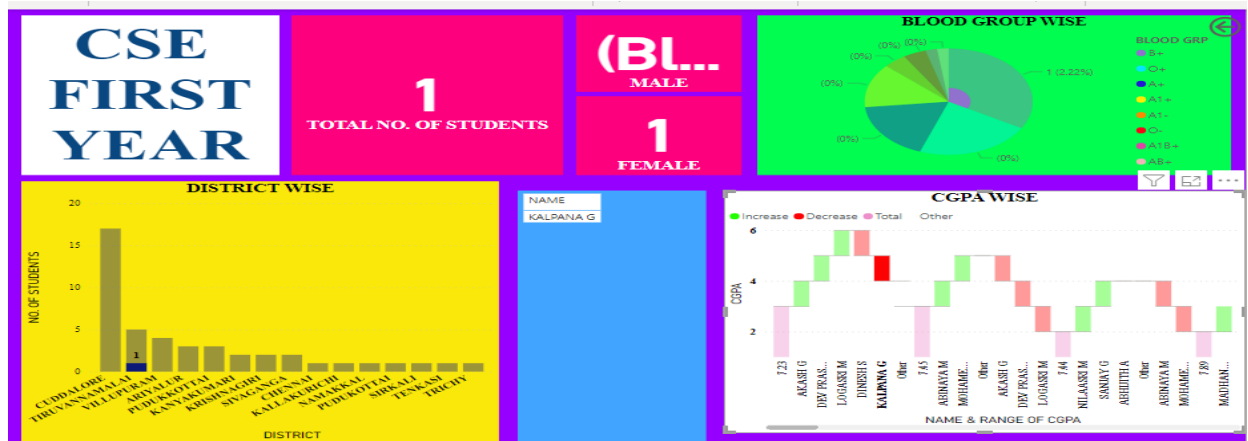 CSE
FIRST
YEAR
1
TOTAL NO. OF STUDENTS
(Bl...
MALE
1
FEMALE
BLOOD GROUP WISE
(0%)
(0%)
(0%)
(0%)
(0%)
(0%)
1 (2.22%)
BLOOD GRP
B+
O+
A+
A1+
A1-
O-
A1B+
AB+
DISTRICT WISE
NO. OF STUDENTS
20
15
10
5
0
1
CUDDALORE
TIRUVANNAMALAI
VILLUPURAM
ARIYALUR
PUDUKKOTTAI
KANYAKUMARI
KRISHNAGIRI
SIVAGANGA
CHENNAI
KALLAKURICHI
NAMAKKAL
PUDUKOTTAI
SIRKALI
TENKASI
TRICHY
DISTRICT
NAME
KALPANA G
CGPA WISE
Increase Decrease Total Other
CGPA
6
4
2
7.23
AKASH G
DEV PRAS...
LOGASRI M
DINESH S
KALPANA G
Other
7.45
ABINAYA M
MOHAME...
Other
AKASH G
DEV PRAS...
LOGASRI M
7.44
NILAASRI M
SANJAY G
ABHIJITH A
Other
ABINAYA M
MOHAME...
7.89
MADHAN...
NAME & RANGE OF CGPA